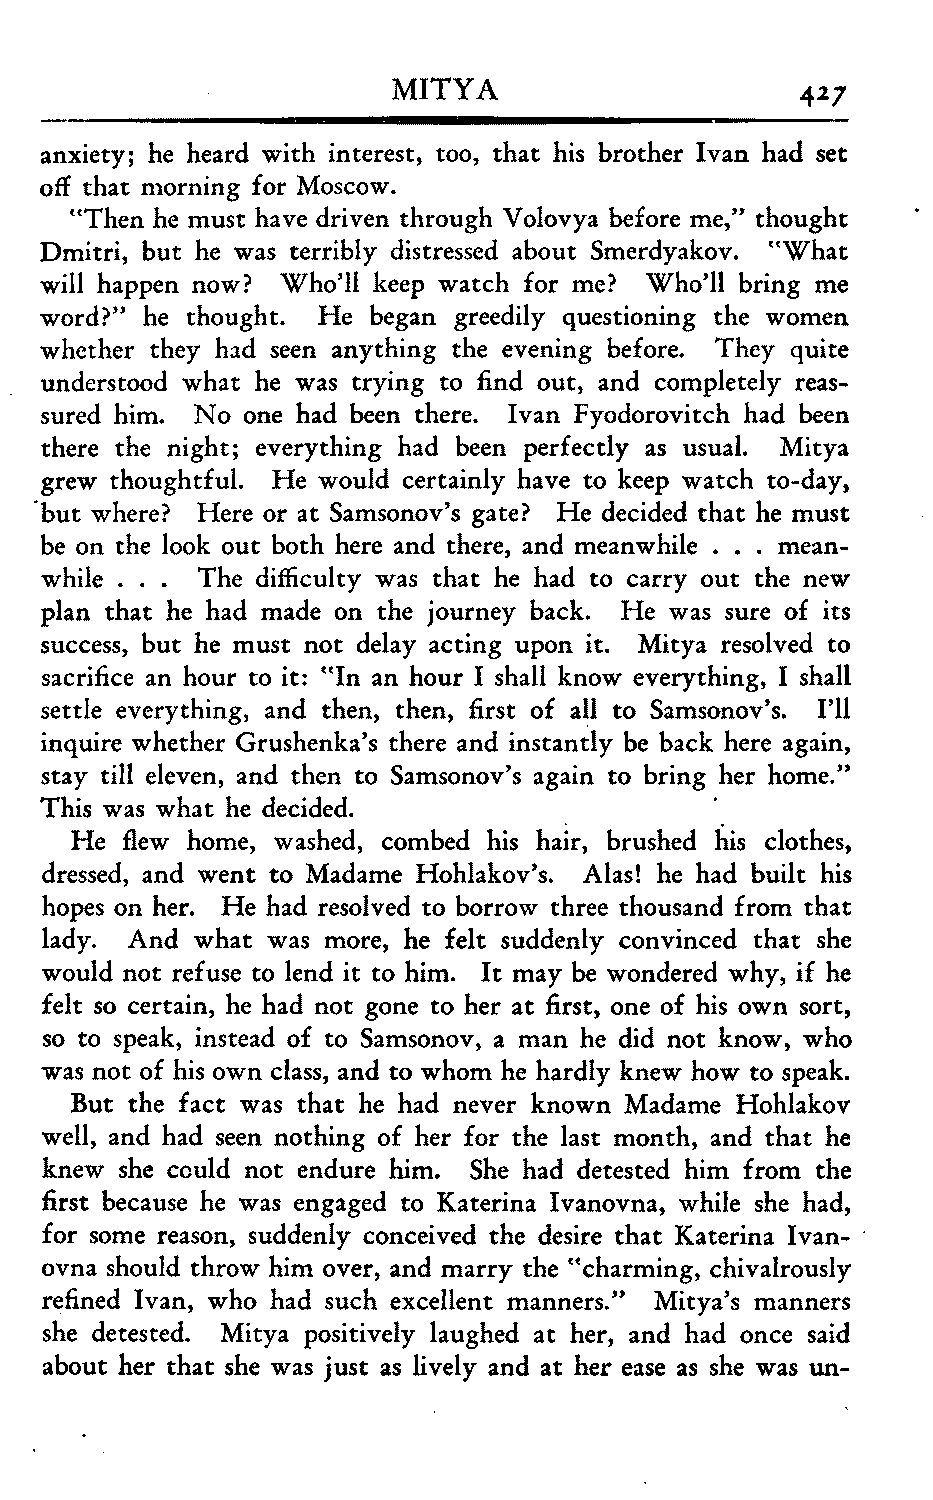 MITYA 427
anxiety; he heard with interest, too, that his brother Ivan had set
off that morning for Moscow.
"Then he must have driven through Volovya before me," thought
Dmitri, but he was terribly distressed about Smerdyakov. "What
will happen now? Who'll keep watch for me? Who'll bring me
word?" he thought. He began greedily questioning the women
whether they had seen anything the evening before. They quite
understood what he was trying to find out, and completely reas-
sured him. No one had been there. Ivan Fyodorovitch had been
there the night; everything had been perfectly as usual. Mitya
grew thoughtful. He would certainly have to keep watch to-day,
but where? Here or at Samsonov's gate? He decided that he must
be on the look out both here and there, and meanwhile . . . mean-
while . . . The difficulty was that he had to carry out the new
plan that he had made on the journey back. He was sure of its
success, but he must not delay acting upon it. Mitya resolved to
sacrifice an hour to it: "In an hour I shall know everything, I shall
settle everything, and then, then, first of all to Samsonov's. I'll
inquire whether Grushenka's there and instantly be back here again,
stay till eleven, and then to Samsonov's again to bring her home."
This was what he decided.
He flew home, washed, combed his hair, brushed his clothes,
dressed, and went to Madame Hohlakov's. Alas! he had built his
hopes on her. He had resolved to borrow three thousand from that
lady. And what was more, he felt suddenly convinced that she
would not refuse to lend it to him. It may be wondered why, if he
felt so certain, he had not gone to her at first, one of his own sort,
so to speak, instead of to Samsonov, a man he did not know, who
was not of his own class, and to whom he hardly knew how to speak.
But the fact was that he had never known Madame Hohlakov
well, and had seen nothing of her for the last month, and that he
knew she could not endure him. She had detested him from the
first because he was engaged to Katerina Ivanovna, while she had,
for some reason, suddenly conceived the desire that Katerina Ivan-
ovna should throw him over, and marry the "charming, chivalrously
refined Ivan, who had such excellent manners." Mitya's manners
she detested. Mitya positively laughed at her, and had once said
about her that she was just as lively and at her ease as she was un-